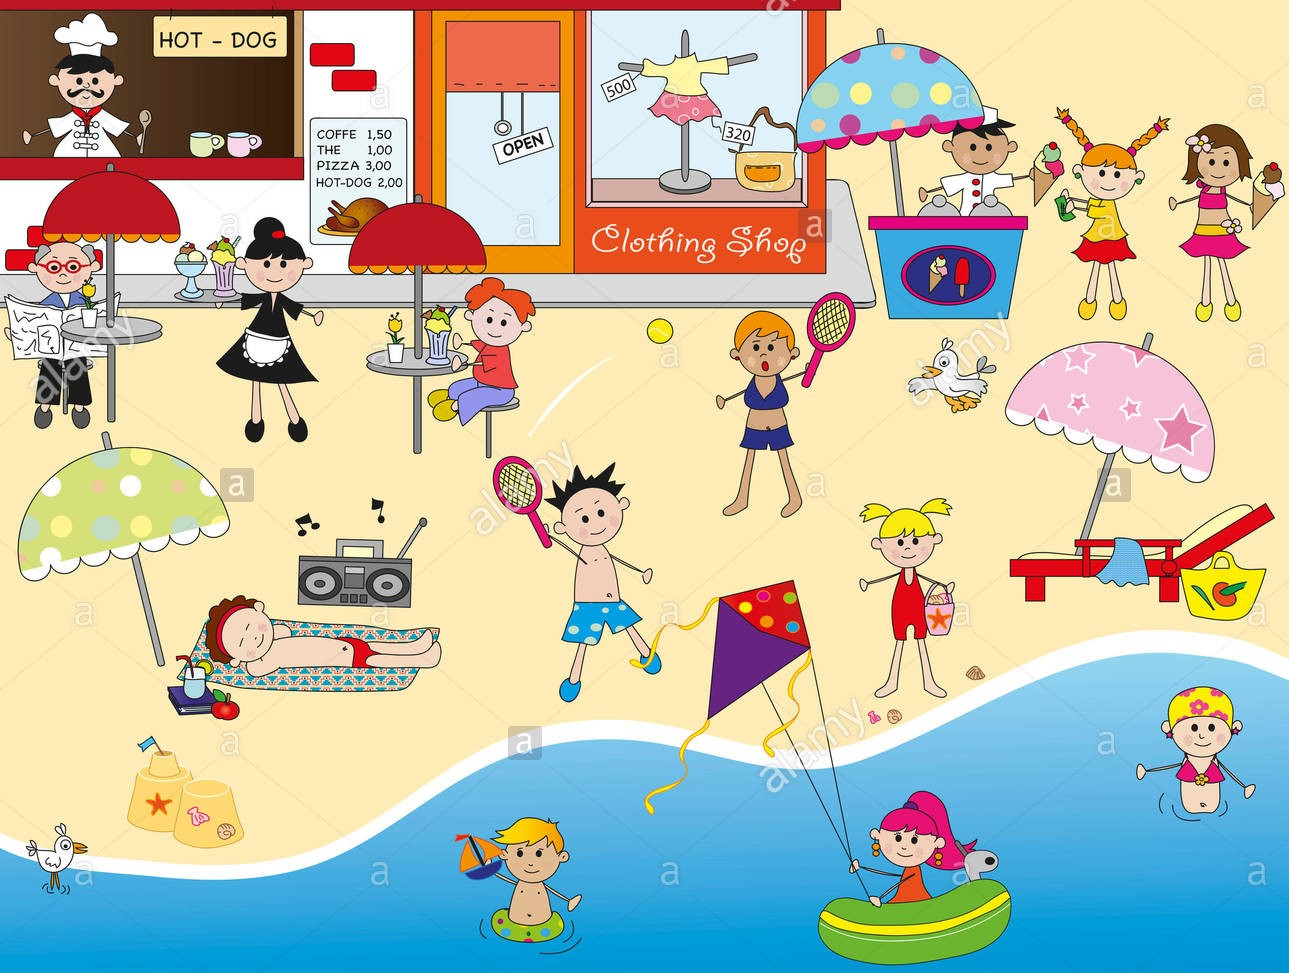 HOT - DOG
COFFE 1,50
THE 1,00
PIZZA 3,00
HOT-DOG 2,00
OPEN
500
320
Clothing Shop
a
alamy